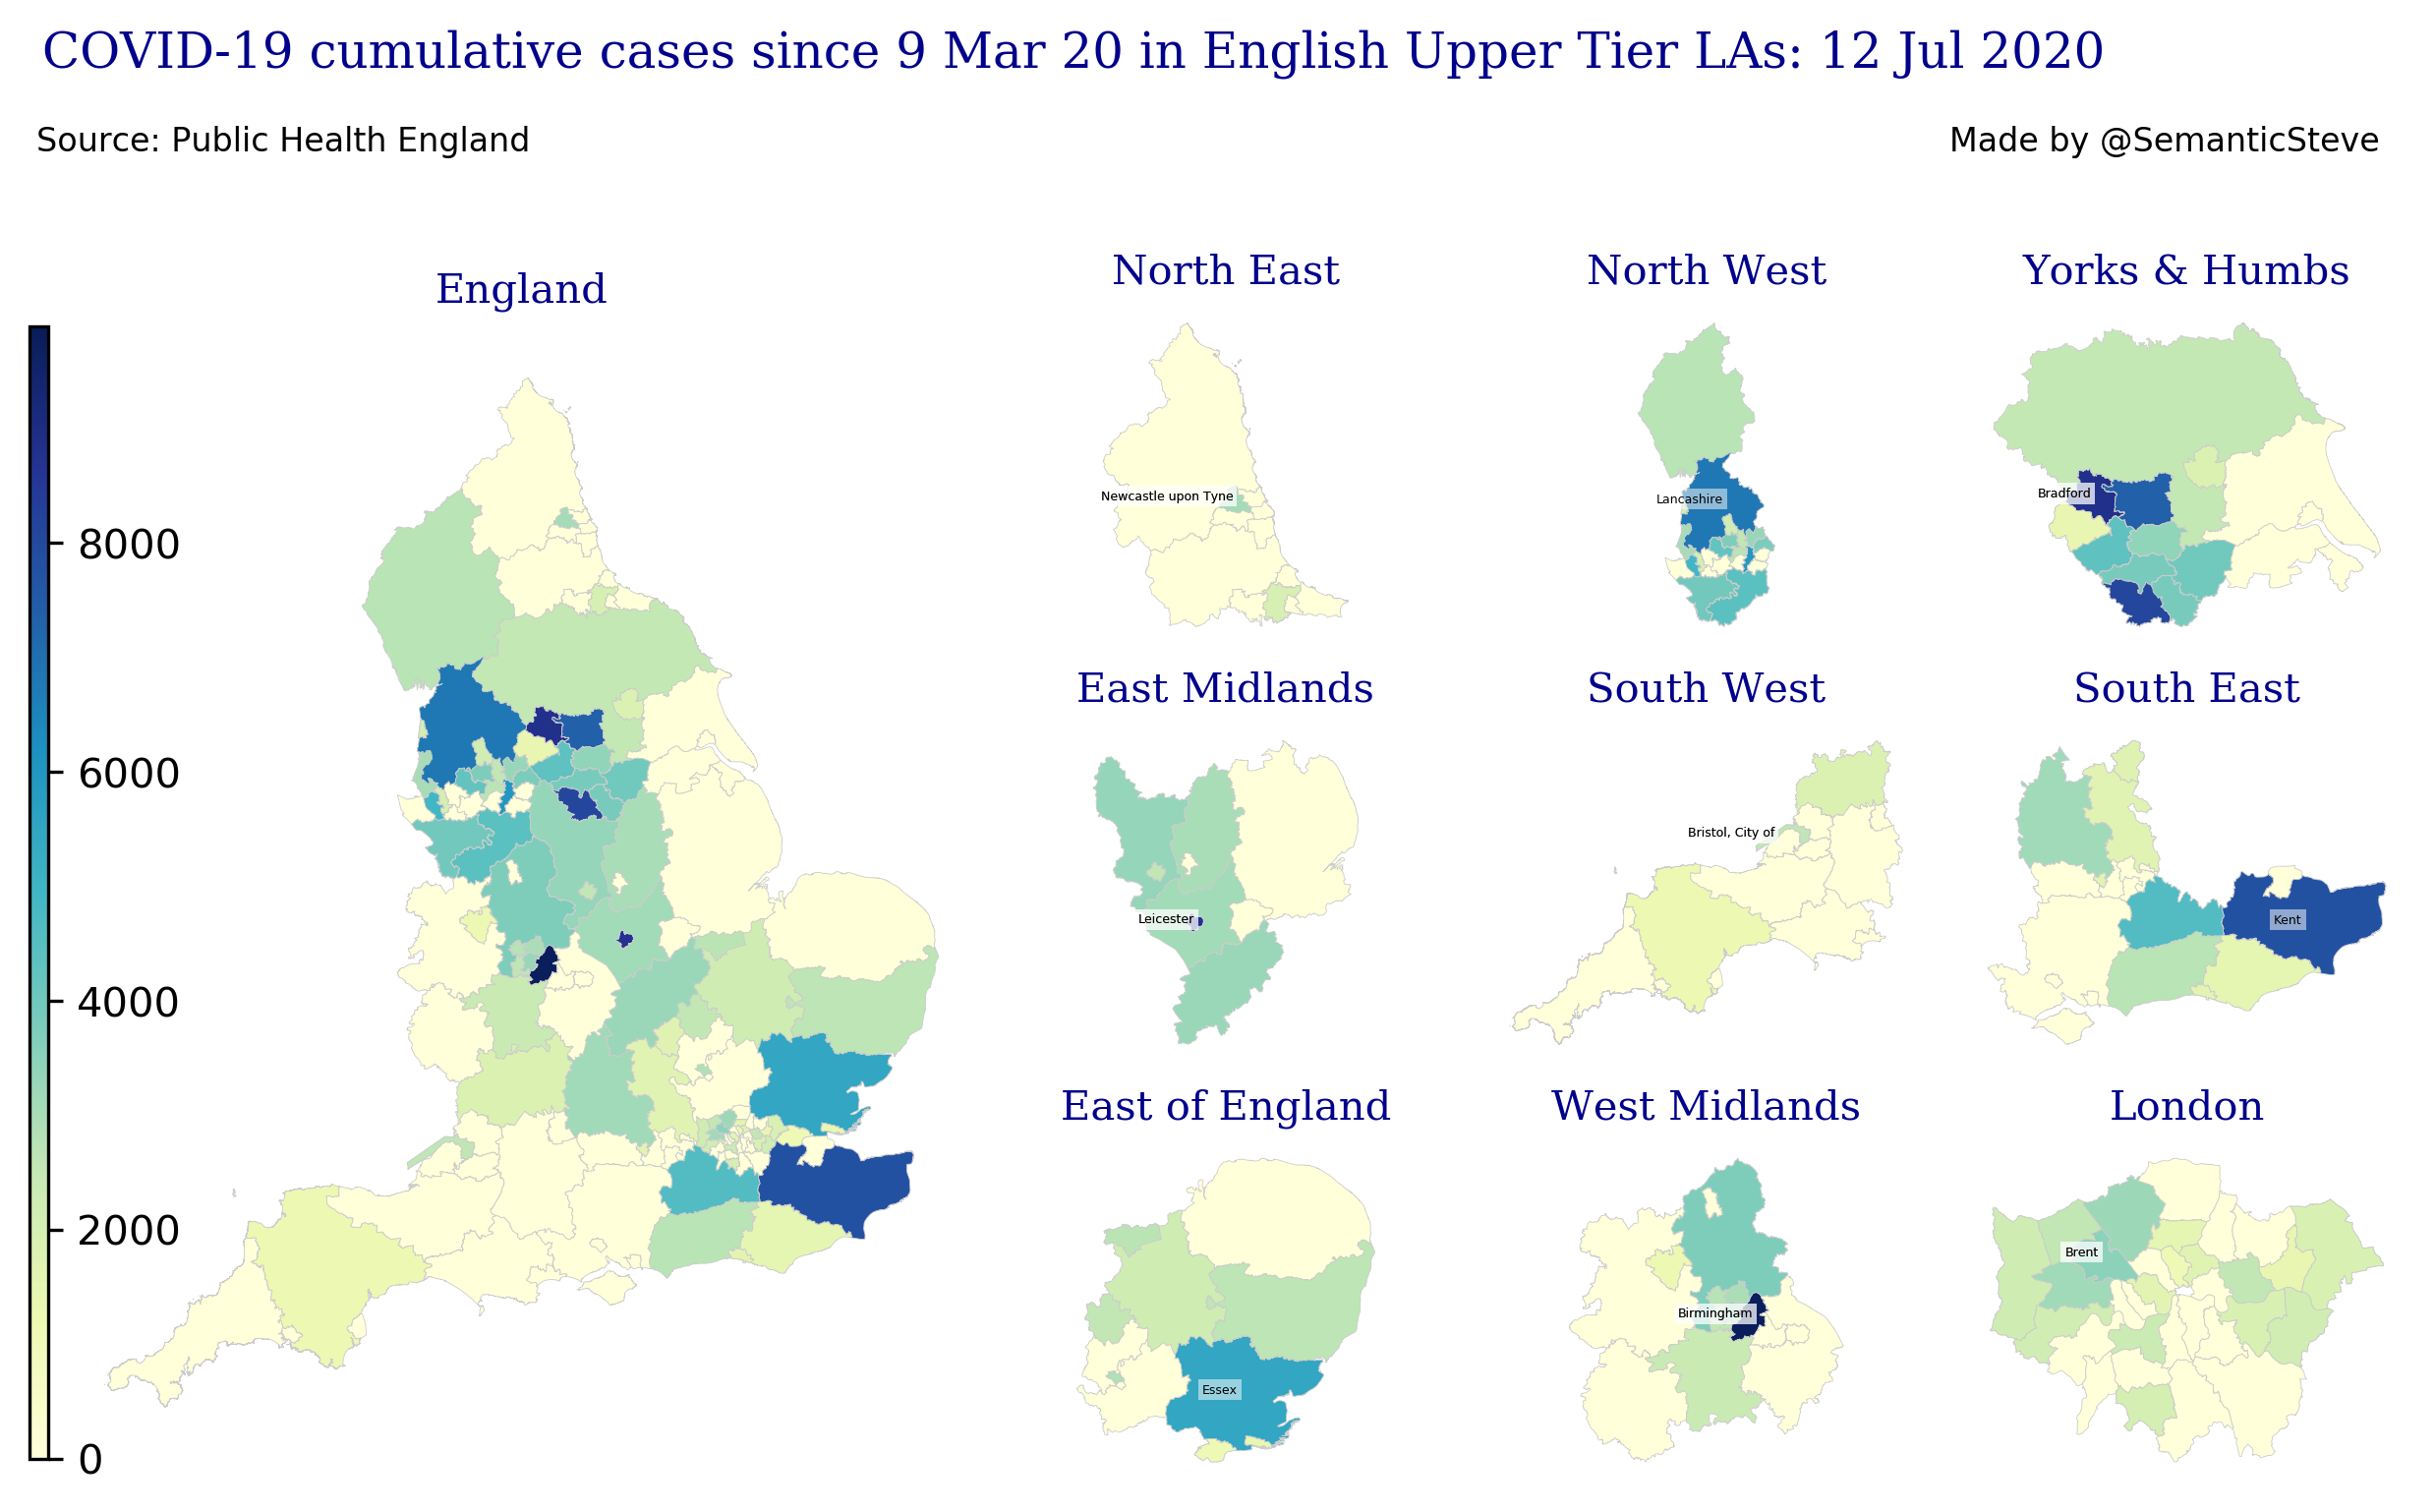 COVID-19 cumulative cases since 9 Mar 20 in English Upper Tier LAs: 12 Jul 2020
Source: Public Health England
Made by @SemanticSteve
England
8000
6000
4000
2000
0
North East
Newcastle upon Tyne
North West
Lancashire
Yorks & Humbs
Bradford
East Midlands
Leicester
South West
Bristol, City of
South East
Kent
East of England
Essex
West Midlands
Birmingham
London
Brent